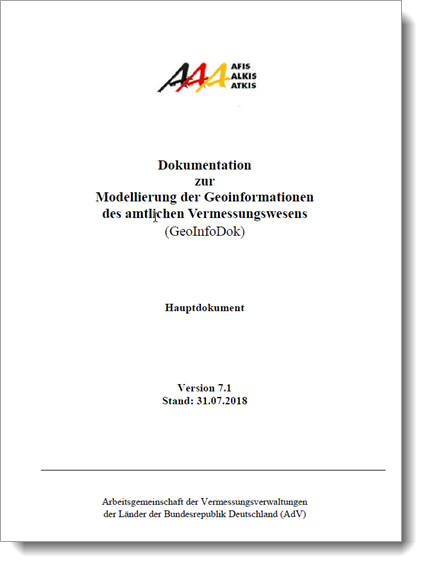 AAA AFIS
ALKIS
ATKIS
Dokumentation
zur
Modellierung der Geoinformationen
des amtlichen Vermessungswesens
(GeoInfoDok)
Hauptdokument
Version 7.1
Stand: 31.07.2018
Arbeitsgemeinschaft der Vermessungsverwaltungen
der Länder der Bundesrepublik Deutschland (AdV)